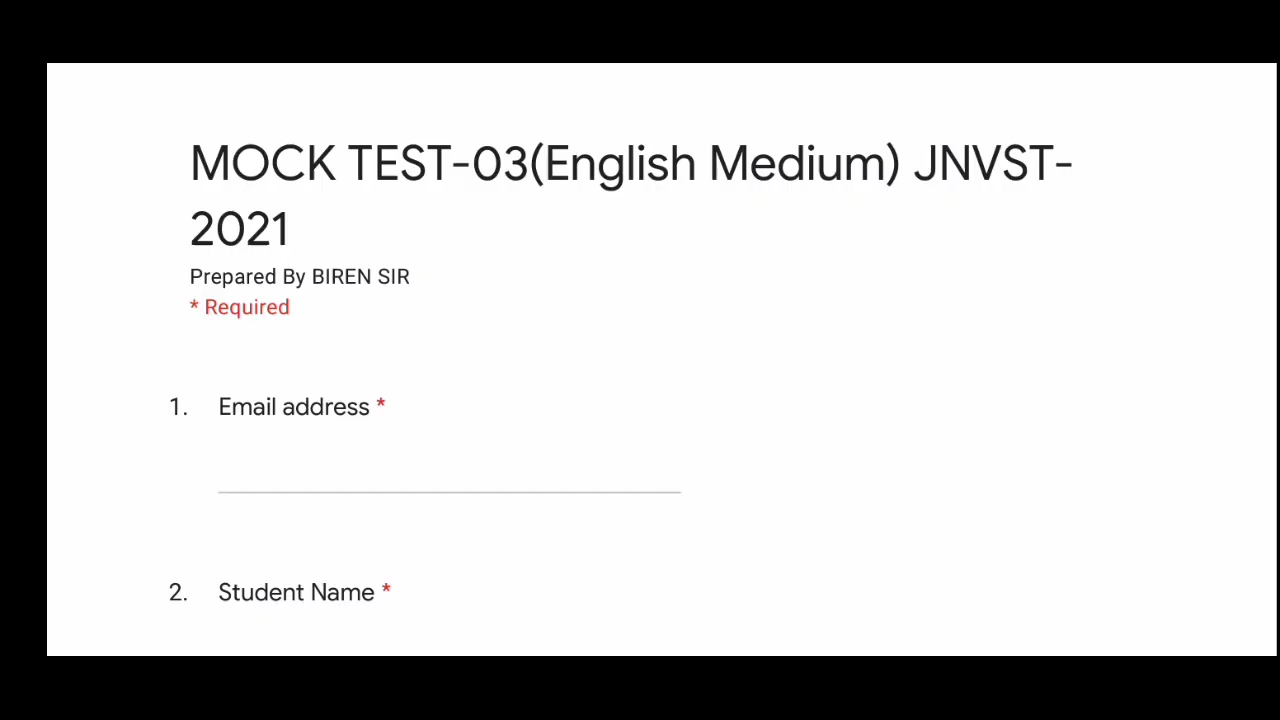 MOCK TEST-03(English Medium) JNVST-
2021
Prepared By BIREN SIR
* Required
1. Email address *
2. Student Name *